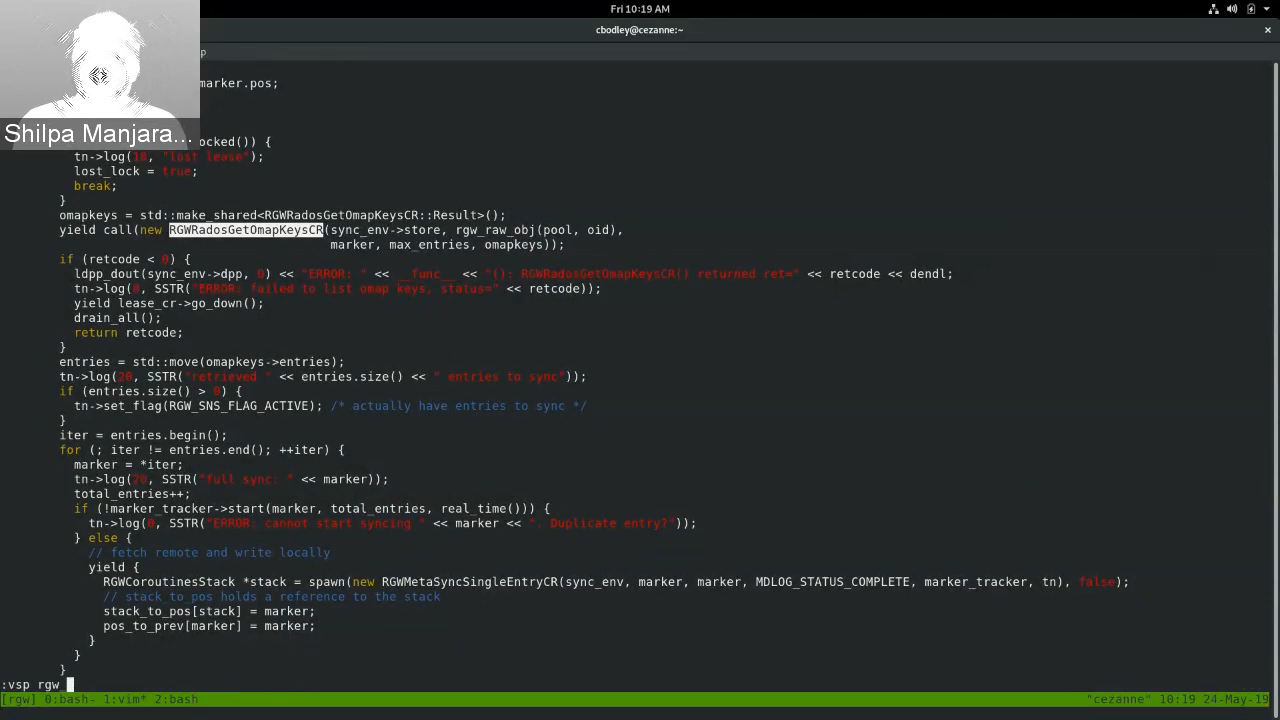 Fri 10:19 AM
cbodley@cezanne:~
p
marker.pos;
Shilpa Manjara...
ocked()) {
tn->log(10, "lost lease");
lost_lock = true;
break;
}
omapkeys = std::make_shared<RGWRadosGetOmapKeysCR::Result>();
yield call(new RGWRadosGetOmapKeysCR(sync_env->store, rgw_raw_obj(pool, oid),
marker, max_entries, omapkeys));
if (retcode < 0) {
ldpp_dout(sync_env->dpp, 0) << "ERROR: " << __func__ << "(): RGWRadosGetOmapKeysCR() returned ret=" << retcode << dendl;
tn->log(0, SSTR("ERROR: failed to list omap keys, status=" << retcode));
yield lease_cr->go_down();
drain_all();
return retcode;
}
entries = std::move(omapkeys->entries);
tn->log(20, SSTR("retrieved " << entries.size() << " entries to sync"));
if (entries.size() > 0) {
tn->set_flag(RGW_SNS_FLAG_ACTIVE); /* actually have entries to sync */
}
iter = entries.begin();
for (; iter != entries.end(); ++iter) {
marker = *iter;
tn->log(20, SSTR("full sync: " << marker));
total_entries++;
if (!marker_tracker->start(marker, total_entries, real_time())) {
tn->log(0, SSTR("ERROR: cannot start syncing " << marker << ". Duplicate entry?"));
} else {
// fetch remote and write locally
yield {
RGWCoroutinesStack *stack = spawn(new RGWMetaSyncSingleEntryCR(sync_env, marker, marker, MDLOG_STATUS_COMPLETE, marker_tracker, tn), false);
// stack_to_pos holds a reference to the stack
stack_to_pos[stack] = marker;
pos_to_prev[marker] = marker;
}
}
}
:vsp rgw
[rgw] 0:bash- 1:vim* 2:bash "cezanne" 10:19 24-May-19